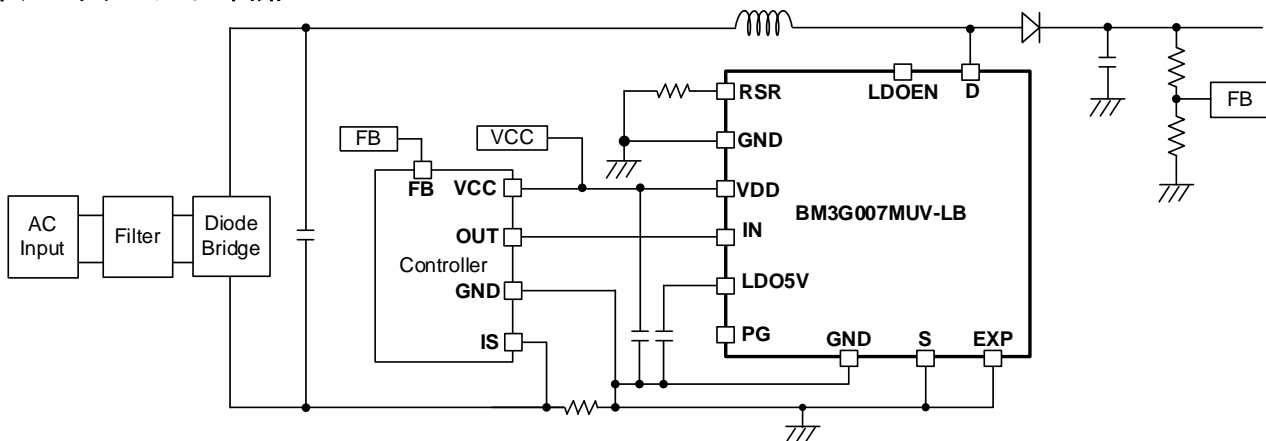 LDOEN
D
RSR
FB
FB
VCC
GND
FB
VCC
VDD
BM3G007MUV-LB
AC
Input
Filter
Diode
Bridge
OUT
IN
Controller
LDO5V
GND
PG
IS
GND
S
EXP